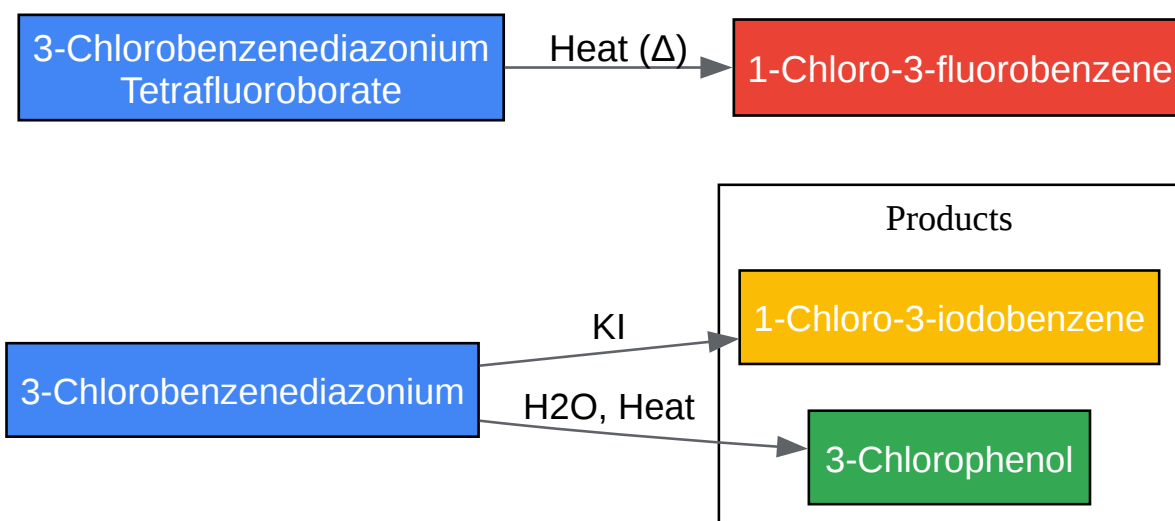 3-Chlorobenzenediazonium
Tetrafluoroborate
Heat (Δ)
1-Chloro-3-fluorobenzene
Products
1-Chloro-3-iodobenzene
KI
3-Chlorobenzenediazonium
H2O, Heat
3-Chlorophenol